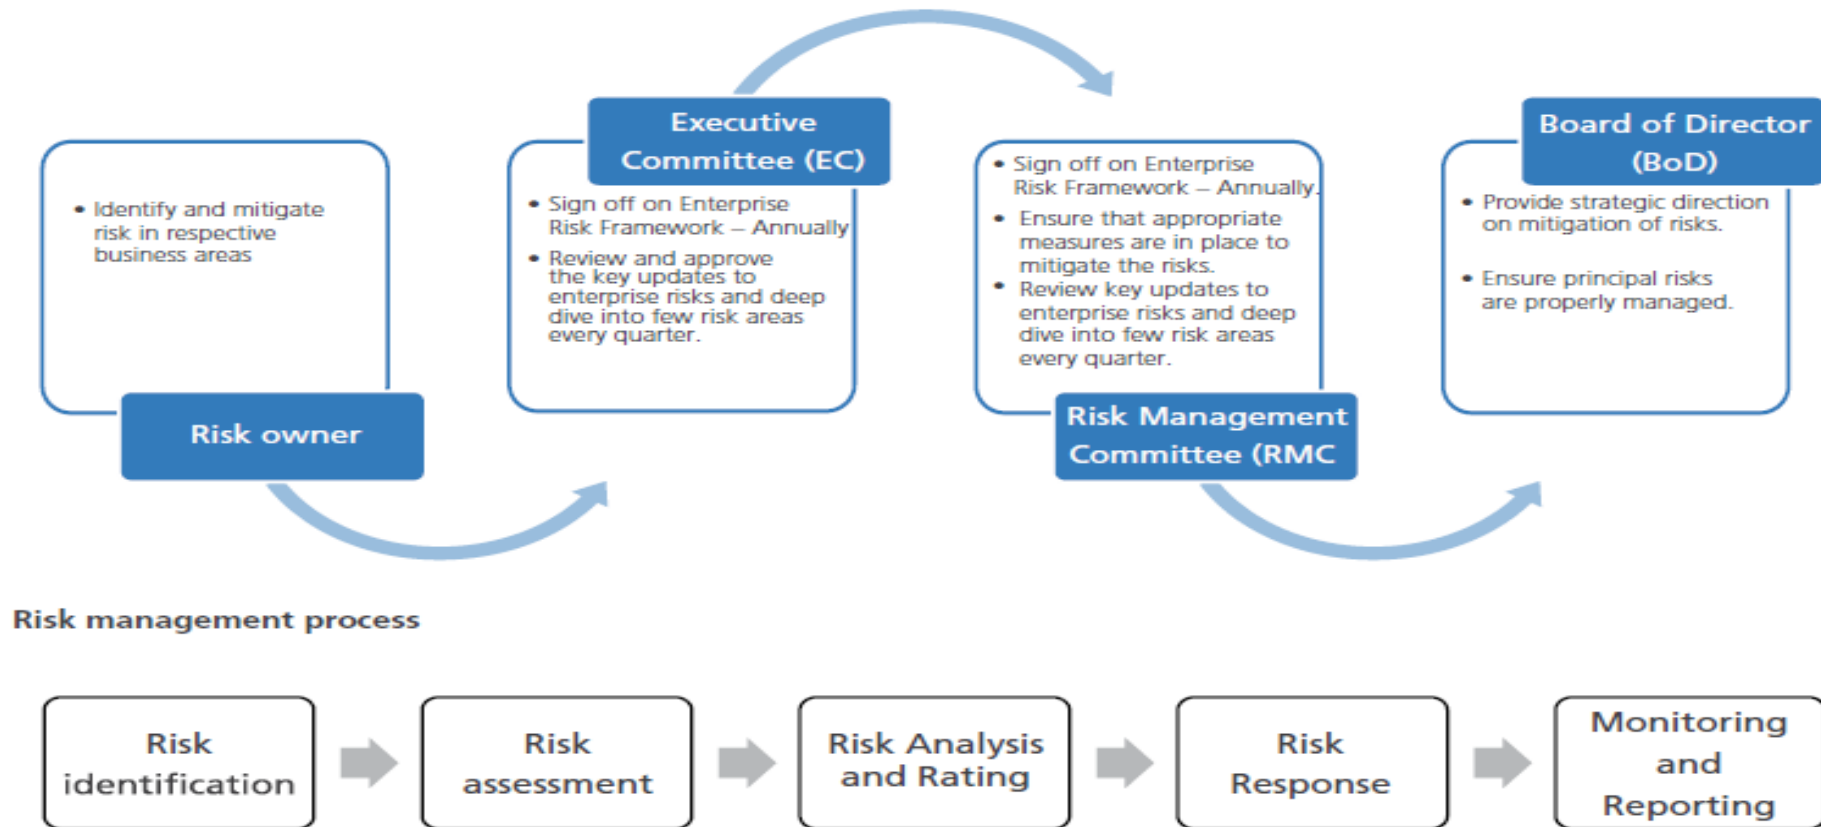 • Identify and mitigate
risk in respective
business areas
Risk owner
Executive
Committee (EC)
• Sign off on Enterprise
Risk Framework – Annually
• Review and approve
the key updates to
enterprise risks and deep
dive into few risk areas
every quarter.
• Sign off on Enterprise
Risk Framework – Annually.
• Ensure that appropriate
measures are in place to
mitigate the risks.
• Review key updates to
enterprise risks and deep
dive into few risk areas
every quarter.
Risk Management
Committee (RMC
Board of Director
(BoD)
• Provide strategic direction
on mitigation of risks.
• Ensure principal risks
are properly managed.
Risk management process
Risk
identification
Risk
assessment
Risk Analysis
and Rating
Risk
Response
Monitoring
and
Reporting